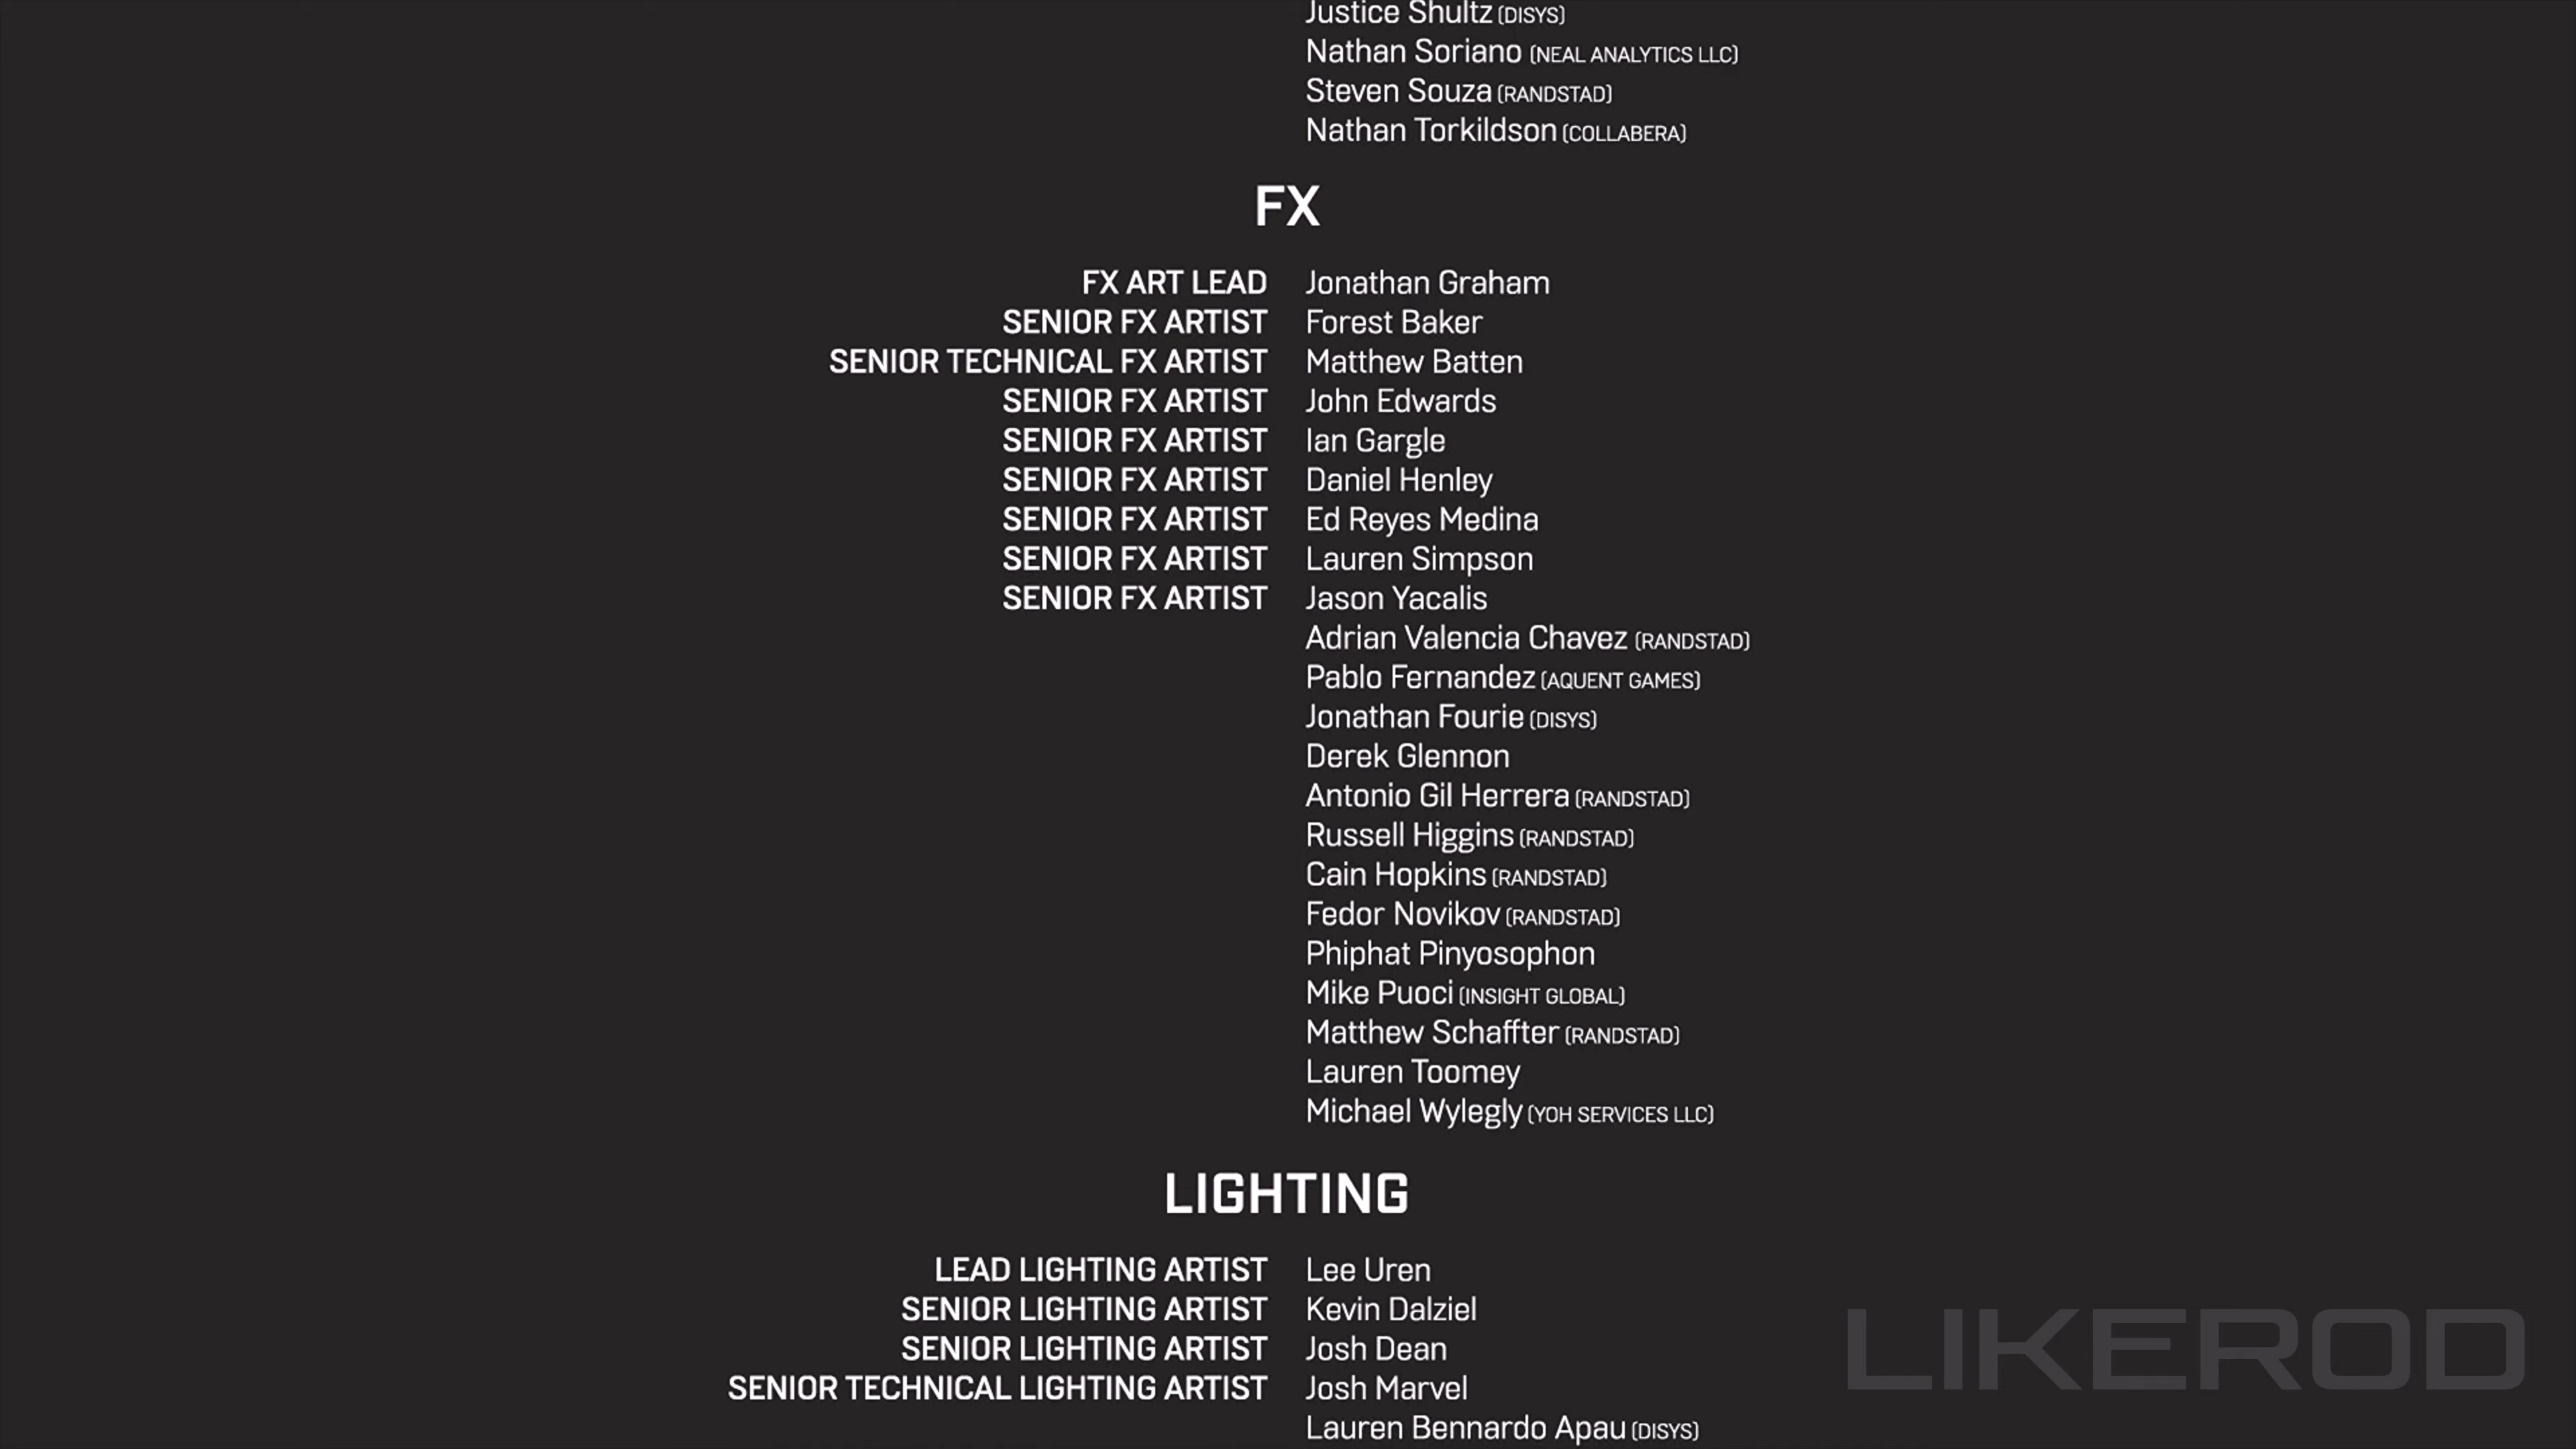 Justice Shultz (DISYS)
Nathan Soriano (NEAL ANALYTICS LLC)
Steven Souza (RANDSTAD)
Nathan Torkildson (COLLABERA)
FX
FX ART LEAD Jonathan Graham
SENIOR FX ARTIST Forest Baker
SENIOR TECHNICAL FX ARTIST Matthew Batten
SENIOR FX ARTIST John Edwards
SENIOR FX ARTIST Ian Gargle
SENIOR FX ARTIST Daniel Henley
SENIOR FX ARTIST Ed Reyes Medina
SENIOR FX ARTIST Lauren Simpson
SENIOR FX ARTIST Jason Yacalis
Adrian Valencia Chavez (RANDSTAD)
Pablo Fernandez (AQUENT GAMES)
Jonathan Fourie (DISYS)
Derek Glennon
Antonio Gil Herrera (RANDSTAD)
Russell Higgins (RANDSTAD)
Cain Hopkins (RANDSTAD)
Fedor Novikov (RANDSTAD)
Phiphat Pinyosophon
Mike Puoci (INSIGHT GLOBAL)
Matthew Schaffter (RANDSTAD)
Lauren Toomey
Michael Wylegly (YOH SERVICES LLC)
LIGHTING
LEAD LIGHTING ARTIST Lee Uren
SENIOR LIGHTING ARTIST Kevin Dalziel
SENIOR LIGHTING ARTIST Josh Dean
SENIOR TECHNICAL LIGHTING ARTIST Josh Marvel
Lauren Bennardo Apau (DISYS)
LIKEROD